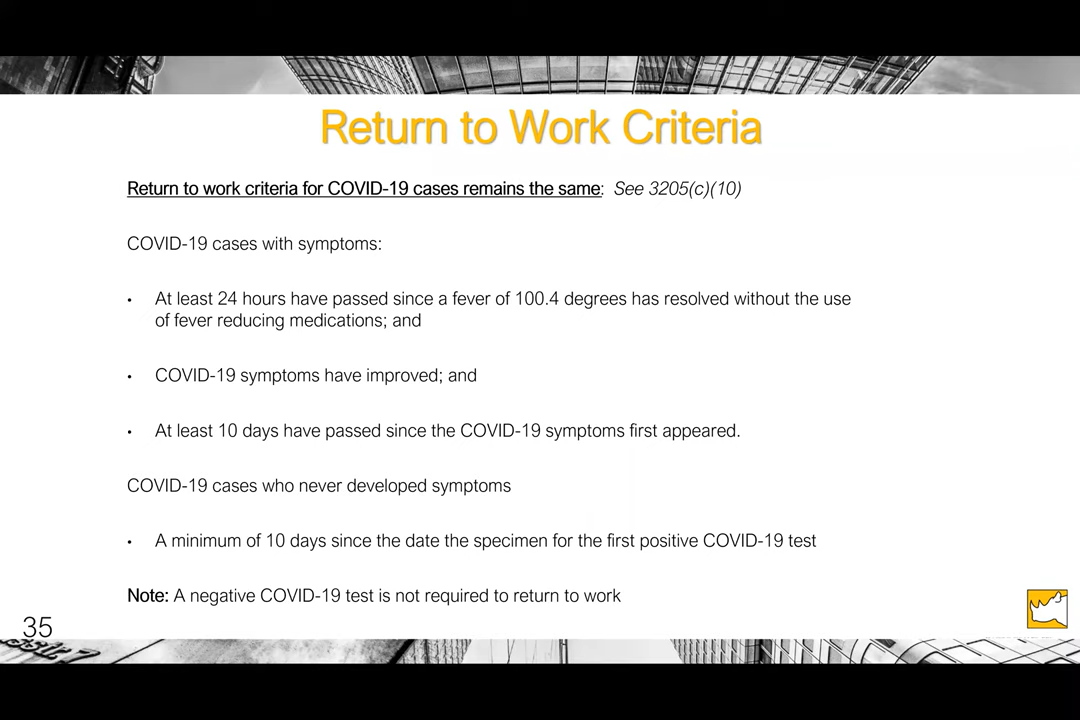 Return to Work Criteria
Return to work criteria for COVID-19 cases remains the same: See 3205(c)(10)
COVID-19 cases with symptoms:
• At least 24 hours have passed since a fever of 100.4 degrees has resolved without the use
of fever reducing medications; and
• COVID-19 symptoms have improved; and
• At least 10 days have passed since the COVID-19 symptoms first appeared.
COVID-19 cases who never developed symptoms
• A minimum of 10 days since the date the specimen for the first positive COVID-19 test
Note: A negative COVID-19 test is not required to return to work
35